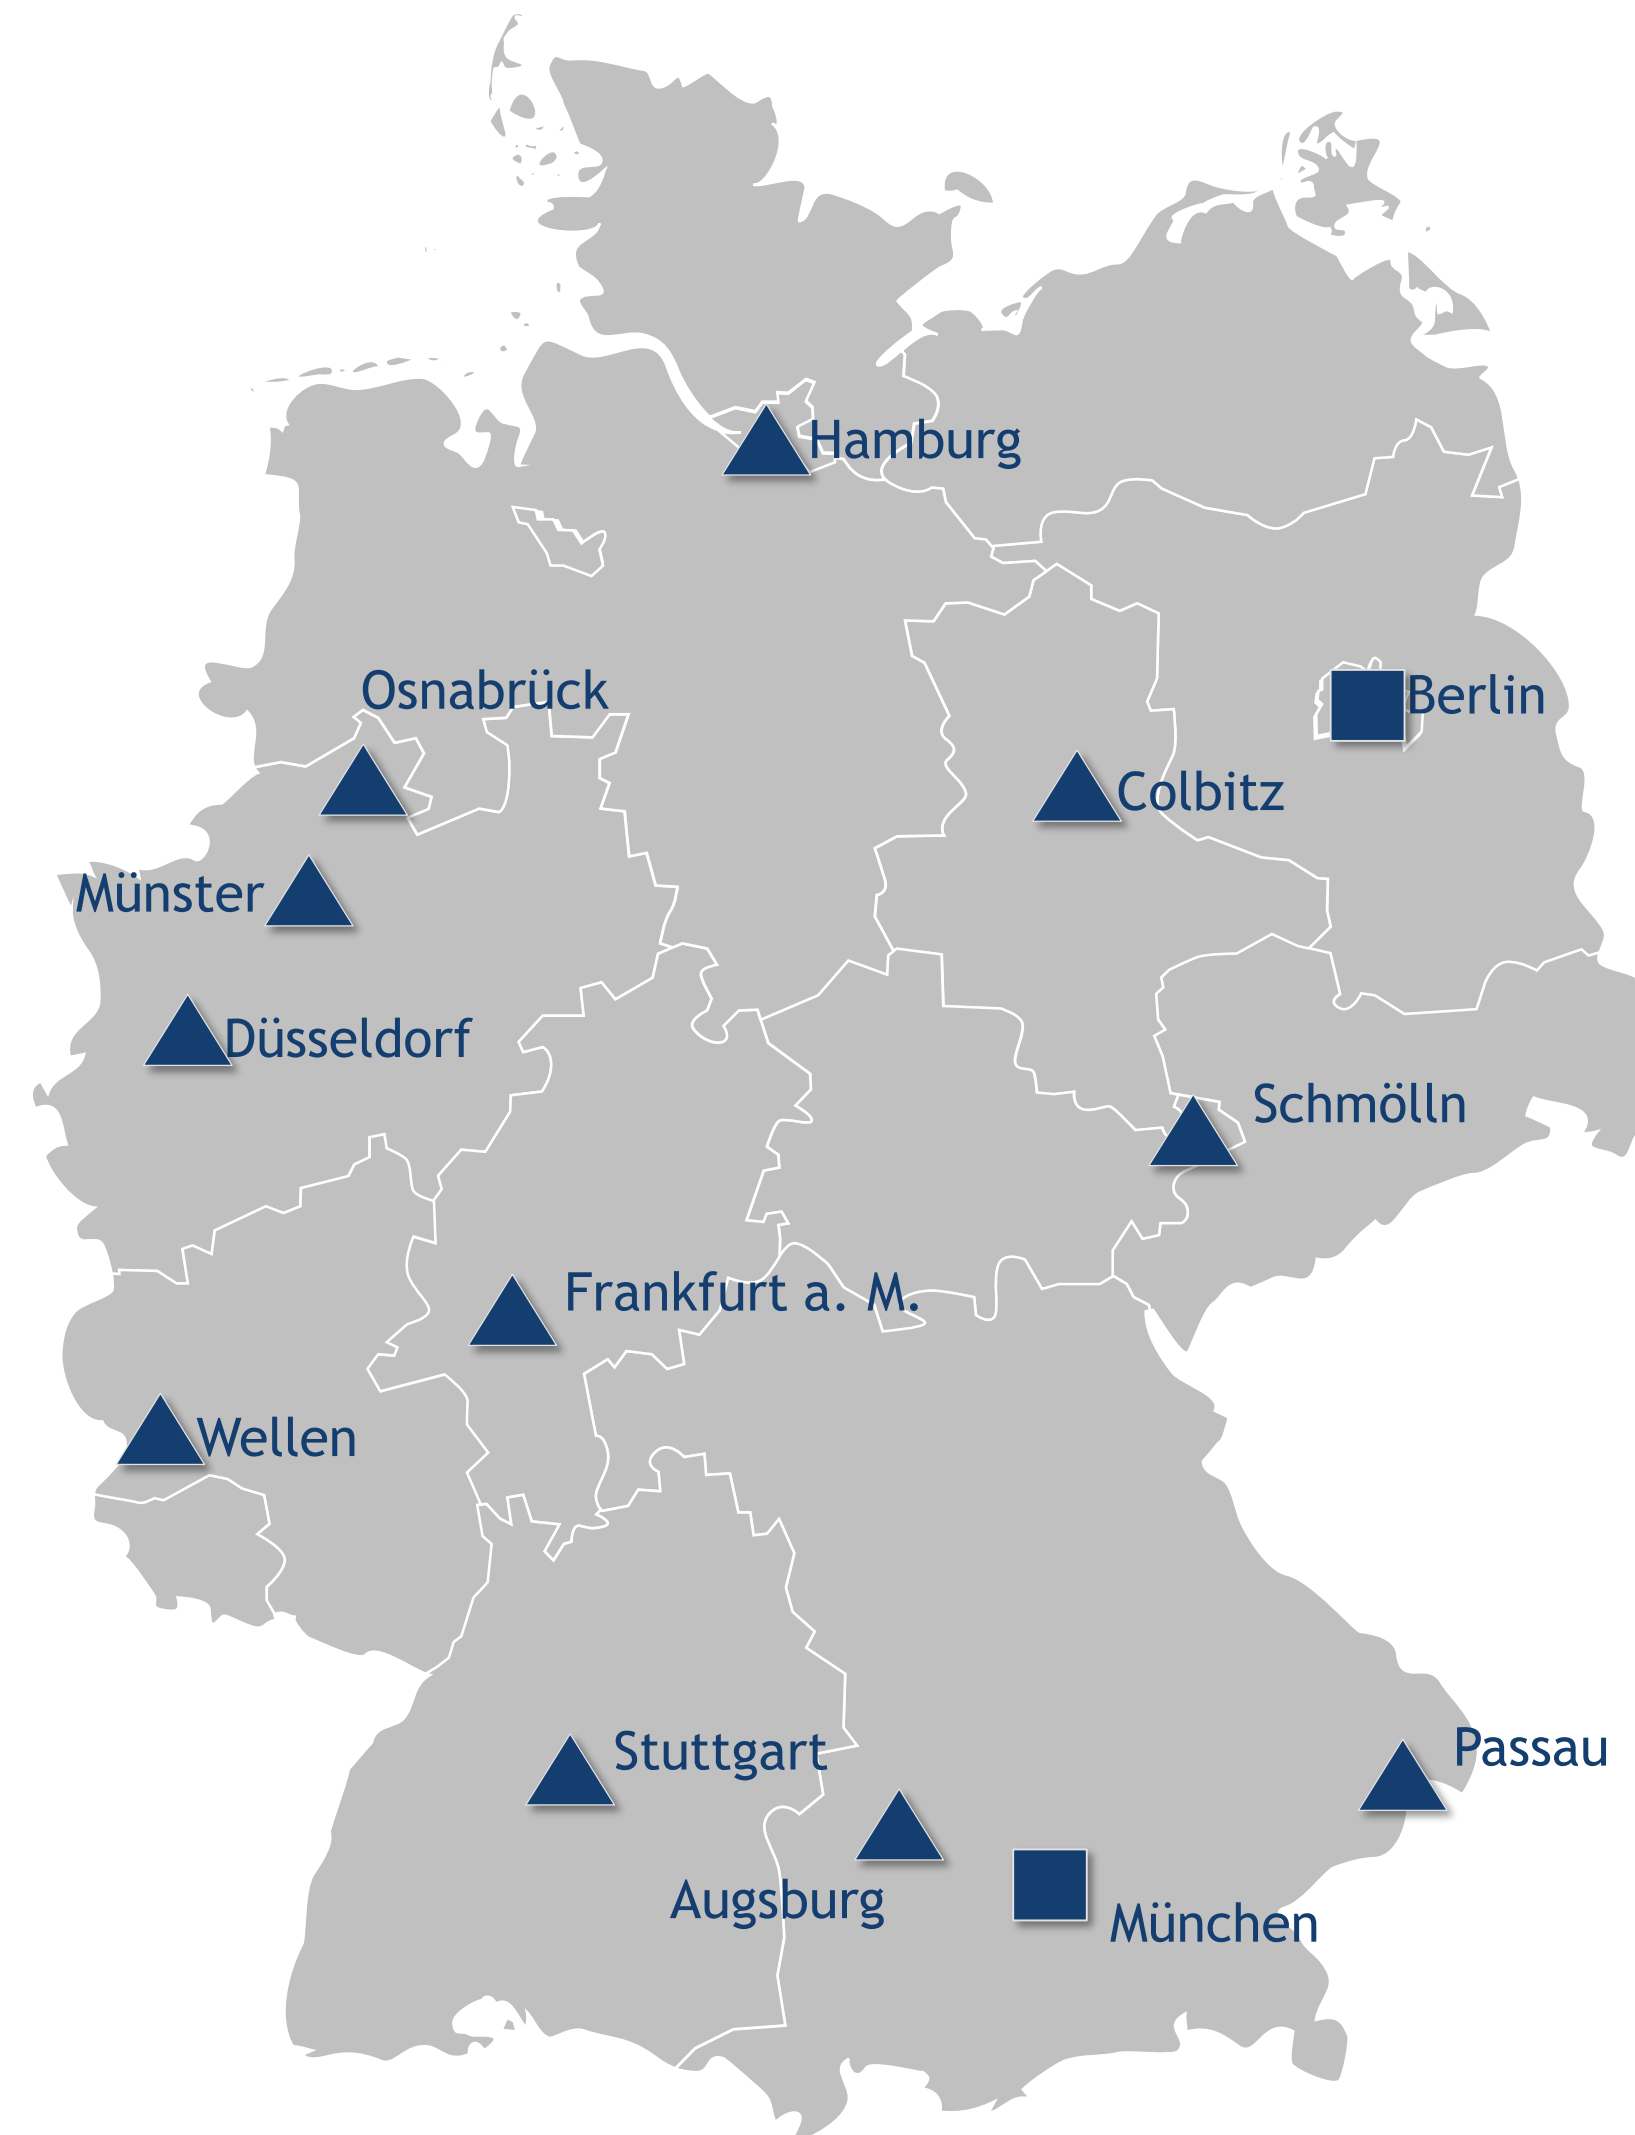 Hamburg
Osnabrück
Berlin
Colbitz
Münster
Düsseldorf
Schmölln
Frankfurt a. M.
Wellen
Stuttgart
Passau
Augsburg
München